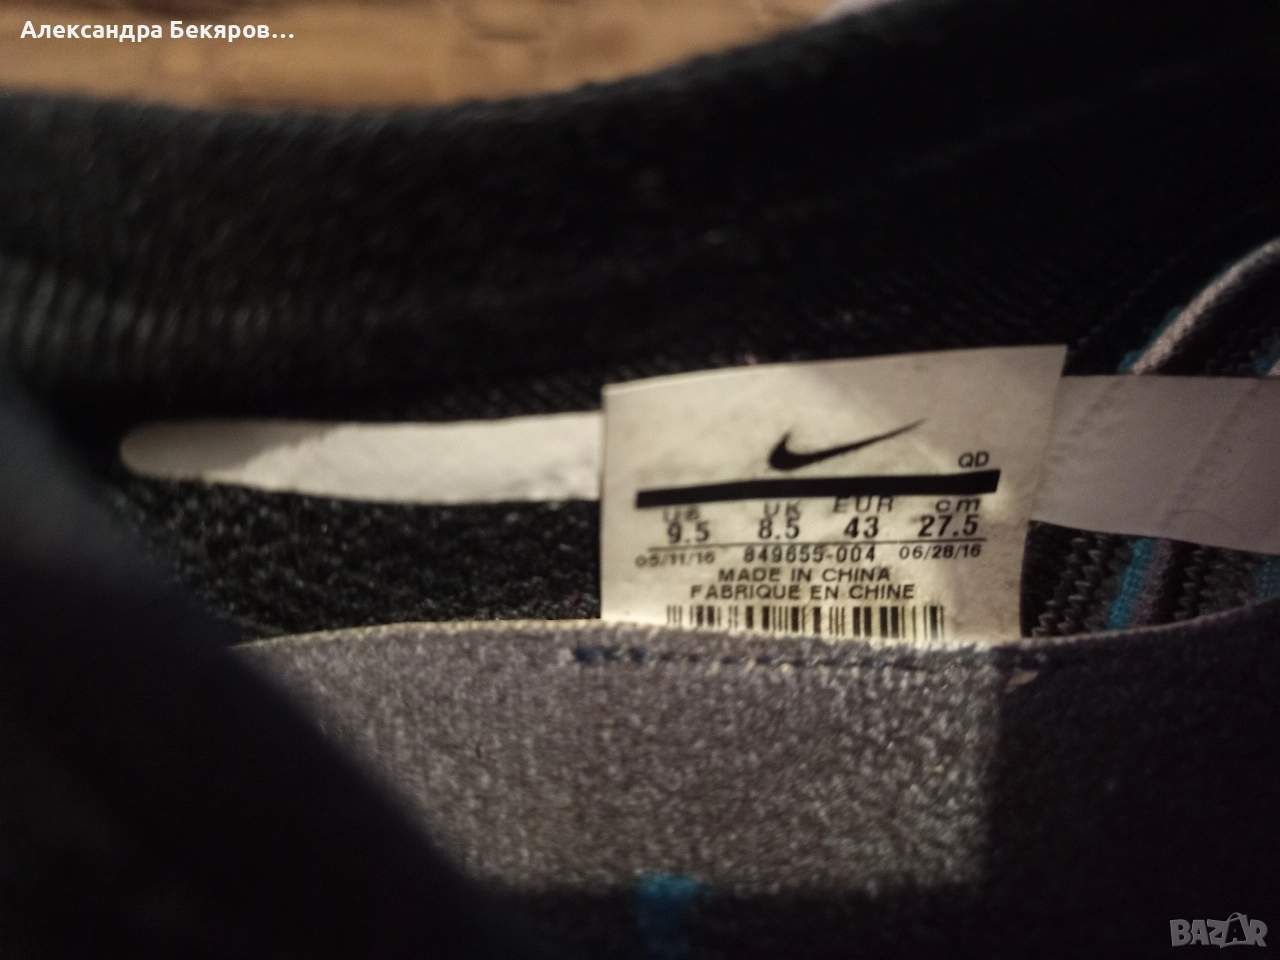 Александра Бекяров...
QD
US UK EUR cm
9.5 8.5 43 27.5
05/11/16 849655-004 06/28/16
MADE IN CHINA
FABRIQUE EN CHINE
BAZAR